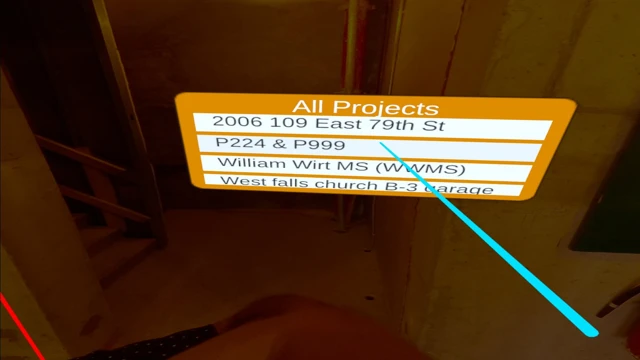 All Projects
2006 109 East 79th St
P224 & P999
William Wirt MS (WWMS)
West falls church B-3 garage